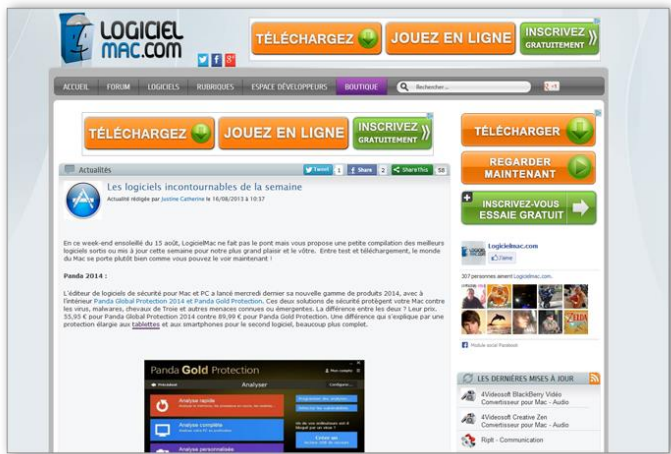 LOGICIEL
MAC.COM
TÉLÉCHARGEZ JOUEZ EN LIGNE INSCRIVEZ
GRATUITEMENT
ACCUEIL FORUM LOGICIELS RUBRIQUES ESPACE DÉVELOPPEURS BOUTIQUE Rechercher...
TÉLÉCHARGEZ JOUEZ EN LIGNE INSCRIVEZ
GRATUITEMENT
Actualités Tweet 1 Share 2 ShareThis 58
Les logiciels incontournables de la semaine
Actualité rédigée par Justine Catherine le 16/08/2013 à 10:37
En ce week-end ensoleillé du 15 août, LogicielMac ne fait pas le pont mais vous propose une petite compilation des meilleurs
logiciels sortis ou mis à jour cette semaine pour notre plus grand plaisir et le vôtre. Entre test et téléchargement, le monde
du Mac se porte plutôt bien comme vous pouvez le voir maintenant !
Panda 2014 :
L'éditeur de logiciels de sécurité pour Mac et PC a lancé mercredi dernier sa nouvelle gamme de produits 2014, avec à
l'intérieur Panda Global Protection 2014 et Panda Gold Protection. Ces deux solutions de sécurité protégent votre Mac contre
les virus, malwares, chevaux de Troie et autres menaces connues ou émergentes. La différence entre les deux ? Leur prix,
55,95 € pour Panda Global Protection 2014 contre 89,99 € pour Panda Gold Protection. Une différence qui s'explique par une
protection élargie aux tablettes et aux smartphones pour le second logiciel, beaucoup plus complet.
Panda Gold Protection
Mon compte
Précédent Analyser Configurer...
Analyse rapide
Analyse complète
Analyse personnalisée
TÉLÉCHARGER
REGARDER
MAINTENANT
INSCRIVEZ-VOUS
ESSAIE GRATUIT
Logicielmac.com
J'aime
307 personnes aiment Logicielmac.com.
Module social Facebook
LES DERNIÈRES MISES À JOUR
4Videosoft BlackBerry Vidéo
Convertisseur pour Mac - Audio
4Videosoft Creative Zen
Convertisseur pour Mac - Audio
RipIt - Communication